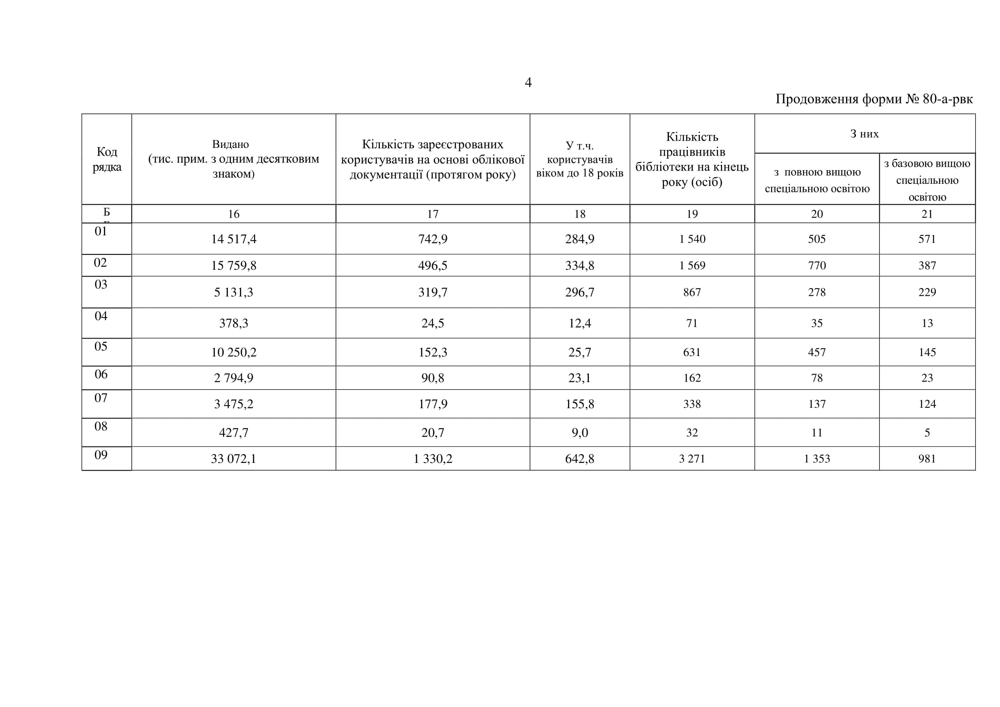 4
Продовження форми № 80-а-рвк
Код
рядка
Видано
(тис. прим. з одним десятковим
знаком)
Кількість зареєстрованих
користувачів на основі облікової
документації (протягом року)
У т.ч.
користувачів
віком до 18 років
Кількість
працівників
бібліотеки на кінець
року (осіб)
З них
з повною вищою
спеціальною освітою
з базовою вищою
спеціальною
освітою
Б 16 17 18 19 20 21
01 14 517,4 742,9 284,9 1 540 505 571
02 15 759,8 496,5 334,8 1 569 770 387
03 5 131,3 319,7 296,7 867 278 229
04 378,3 24,5 12,4 71 35 13
05 10 250,2 152,3 25,7 631 457 145
06 2 794,9 90,8 23,1 162 78 23
07 3 475,2 177,9 155,8 338 137 124
08 427,7 20,7 9,0 32 11 5
09 33 072,1 1 330,2 642,8 3 271 1 353 981